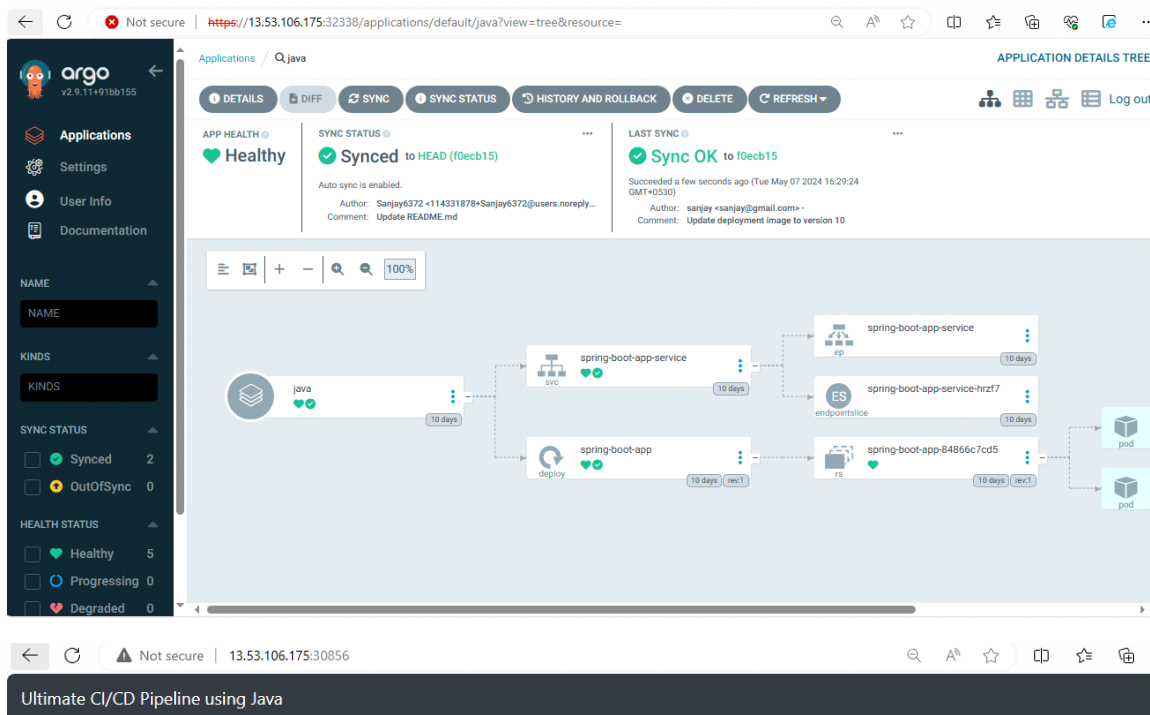 Not secure https://13.53.106.175:32338/applications/default/java?view=tree&resource=
argo
v2.9.11+91bb155
Applications
Settings
User Info
Documentation
NAME
NAME
KINDS
KINDS
SYNC STATUS
Synced 2
OutOfSync 0
HEALTH STATUS
Healthy 5
Progressing 0
Degraded 0
Applications / java
APPLICATION DETAILS TREE
DETAILS DIFF SYNC SYNC STATUS HISTORY AND ROLLBACK DELETE REFRESH
Log out
APP HEALTH
Healthy
SYNC STATUS
Synced to HEAD (f0ecb15)
Auto sync is enabled.
Author: Sanjay6372 <114331878+Sanjay6372@users.noreply...
Comment: Update README.md
LAST SYNC
Sync OK to f0ecb15
Succeeded a few seconds ago (Tue May 07 2024 16:29:24
GMT+0530)
Author: sanjay <sanjay@gmail.com> -
Comment: Update deployment image to version 10
100%
java
10 days
spring-boot-app-service
svc
10 days
spring-boot-app
deploy
10 days rev:1
spring-boot-app-service
ep
10 days
ES
spring-boot-app-service-hrzf7
endpointslice
10 days
spring-boot-app-84866c7cd5
rs
10 days rev:1
pod
pod
Not secure 13.53.106.175:30856
Ultimate CI/CD Pipeline using Java